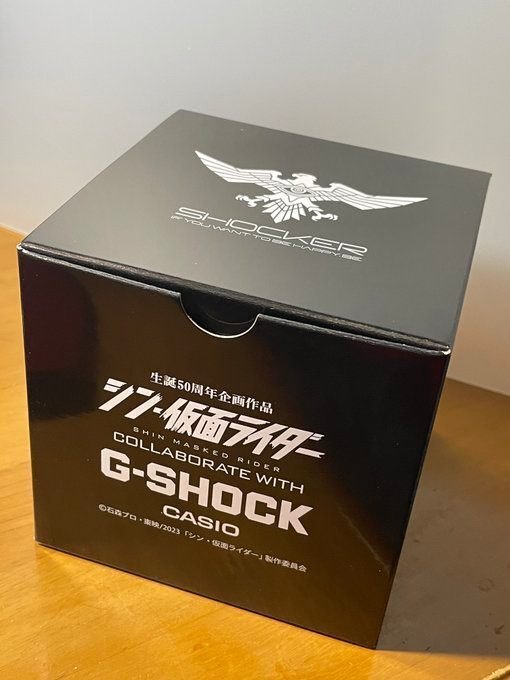 SHOCKER
IF YOU WANT TO BE HAPPY, BE
生誕50周年企画作品
シン・仮面ライダー
SHIN MASKED RIDER
COLLABORATE WITH
G-SHOCK
CASIO
©石森プロ・東映/2023「シン・仮面ライダー」製作委員会